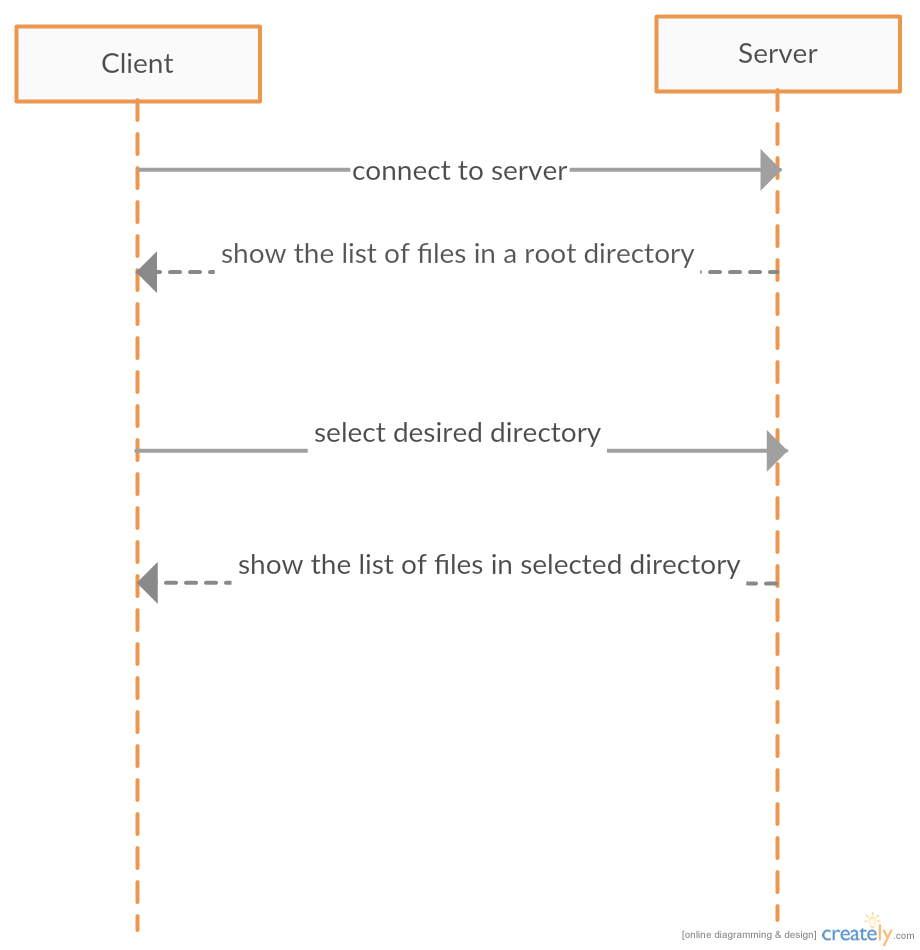 Client
Server
connect to server
show the list of files in a root directory
select desired directory
show the list of files in selected directory
[online diagramming & design] creately.com